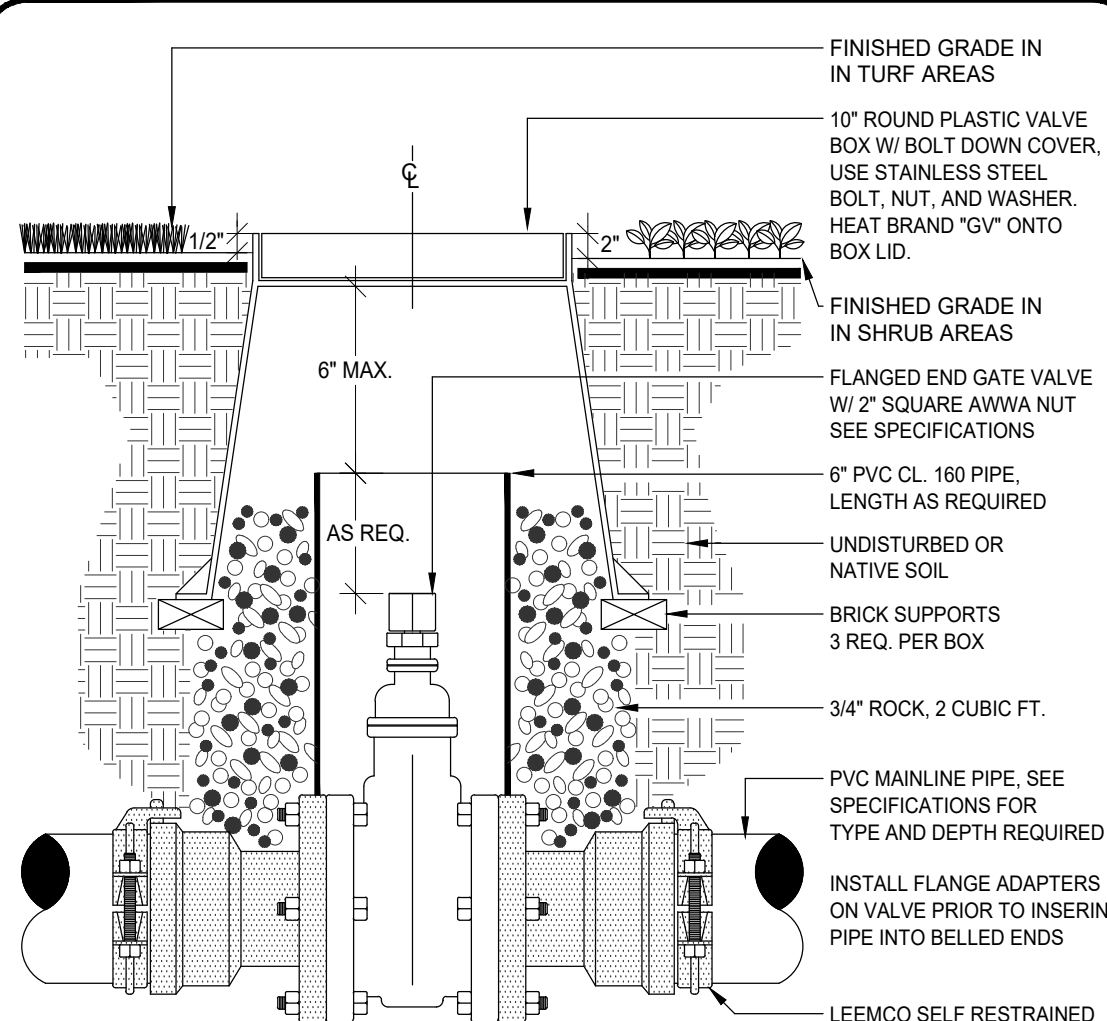 FINISHED GRADE IN
IN TURF AREAS
10" ROUND PLASTIC VALVE
BOX W/ BOLT DOWN COVER,
USE STAINLESS STEEL
BOLT, NUT, AND WASHER.
HEAT BRAND "GV" ONTO
BOX LID.
℄
1/2"
2"
FINISHED GRADE IN
IN SHRUB AREAS
6" MAX.
FLANGED END GATE VALVE
W/ 2" SQUARE AWWA NUT
SEE SPECIFICATIONS
6" PVC CL. 160 PIPE,
LENGTH AS REQUIRED
AS REQ.
UNDISTURBED OR
NATIVE SOIL
BRICK SUPPORTS
3 REQ. PER BOX
3/4" ROCK, 2 CUBIC FT.
PVC MAINLINE PIPE, SEE
SPECIFICATIONS FOR
TYPE AND DEPTH REQUIRED
INSTALL FLANGE ADAPTERS
ON VALVE PRIOR TO INSERIN
PIPE INTO BELLED ENDS
LEEMCO SELF RESTRAINED